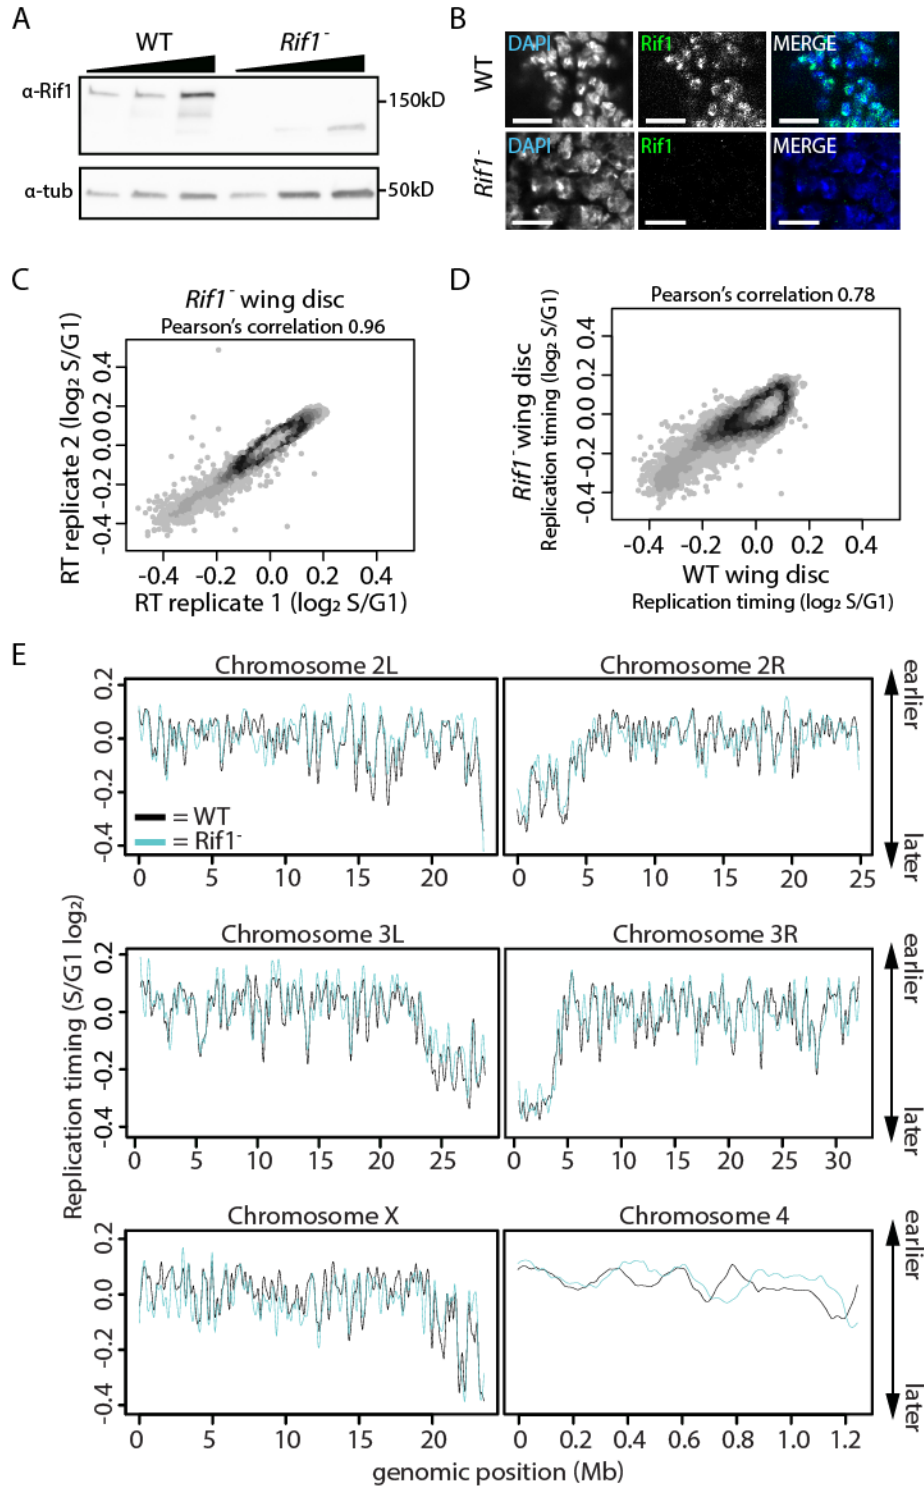 A
WT
Rif1-
α-Rif1
150kD
α-tub
50kD
B
WT
DAPI
Rif1
MERGE
Rif1-
DAPI
Rif1
MERGE
C
Rif1- wing disc
Pearson's correlation 0.96
RT replicate 2 (log₂ S/G1)
0.4
0.2
0.0
-0.2
-0.4
-0.4 -0.2 0.0 0.2 0.4
RT replicate 1 (log₂ S/G1)
D
Pearson's correlation 0.78
Rif1- wing disc
Replication timing (log₂ S/G1)
0.4
0.2
0.0
-0.2
-0.4
-0.4 -0.2 0.0 0.2 0.4
WT wing disc
Replication timing (log₂ S/G1)
E
Replication timing (S/G1 log₂)
Chromosome 2L
0.2
0.0
-0.2
-0.4
= WT
= Rif1-
0 5 10 15 20
Chromosome 2R
0 5 10 15 20 25
earlier
later
Chromosome 3L
0.2
0.0
-0.2
-0.4
0 5 10 15 20 25
Chromosome 3R
0 5 10 15 20 25 30
earlier
later
Chromosome X
0.2
0.0
-0.2
-0.4
0 5 10 15 20
Chromosome 4
0 0.2 0.4 0.6 0.8 1.0 1.2
earlier
later
genomic position (Mb)